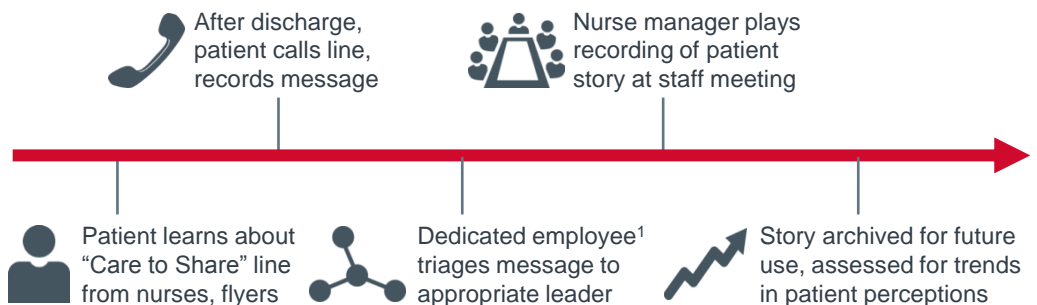 After discharge,
patient calls line,
records message
Nurse manager plays
recording of patient
story at staff meeting
Patient learns about
“Care to Share” line
from nurses, flyers
Dedicated employee¹
triages message to
appropriate leader
Story archived for future
use, assessed for trends
in patient perceptions